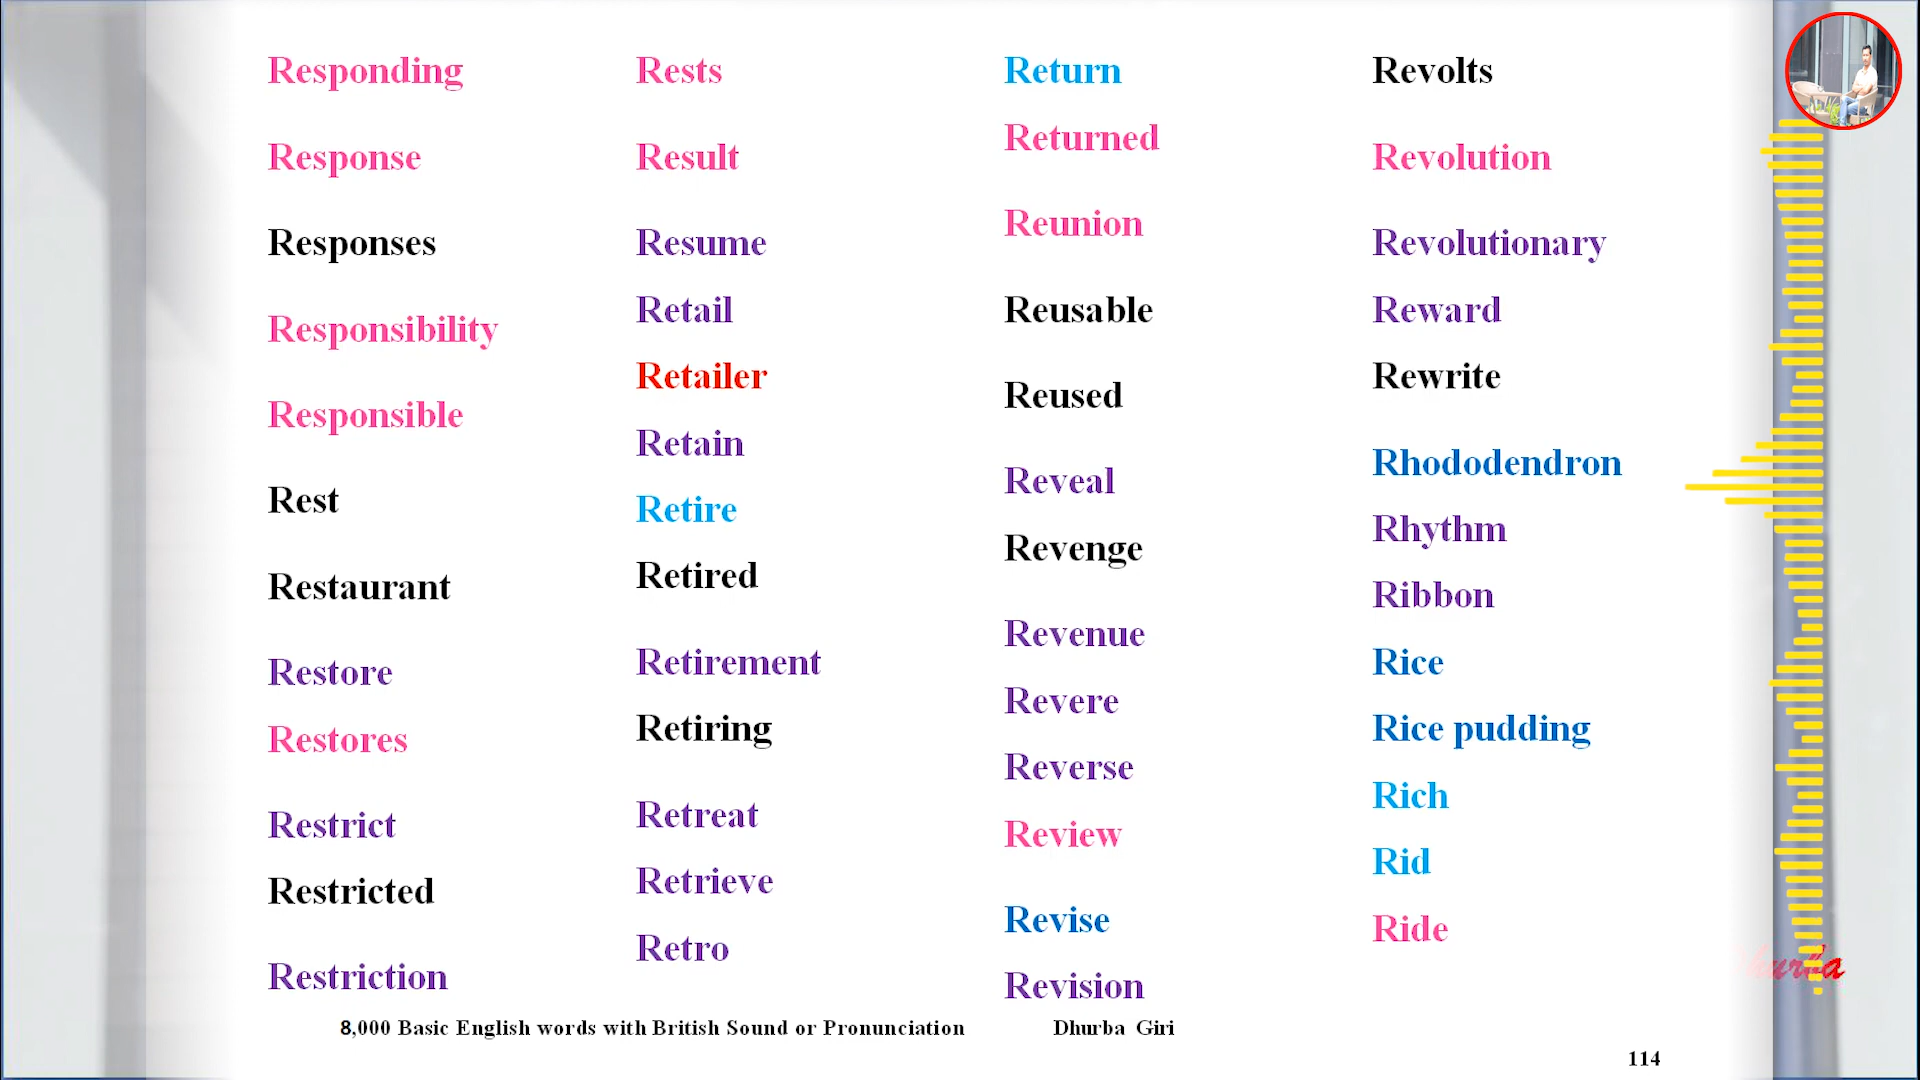 Responding
Response
Responses
Responsibility
Responsible
Rest
Restaurant
Restore
Restores
Restrict
Restricted
Restriction
Rests
Result
Resume
Retail
Retailer
Retain
Retire
Retired
Retirement
Retiring
Retreat
Retrieve
Retro
Return
Returned
Reunion
Reusable
Reused
Reveal
Revenge
Revenue
Revere
Reverse
Review
Revise
Revision
Revolts
Revolution
Revolutionary
Reward
Rewrite
Rhododendron
Rhythm
Ribbon
Rice
Rice pudding
Rich
Rid
Ride
8,000 Basic English words with British Sound or Pronunciation Dhurba Giri
114